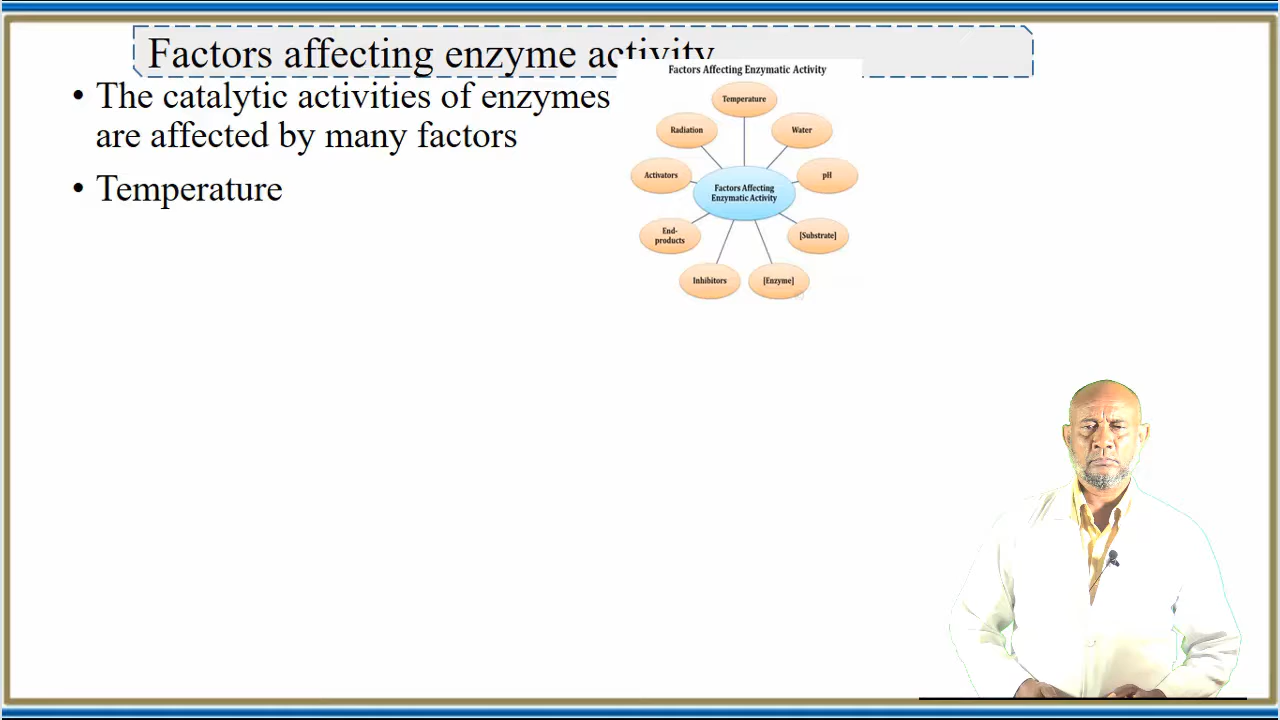 Factors affecting enzyme activity
• The catalytic activities of enzymes
are affected by many factors
• Temperature
Factors Affecting Enzymatic Activity
Temperature
Radiation
Water
Activators
pH
Factors Affecting
Enzymatic Activity
End-
products
[Substrate]
Inhibitors
[Enzyme]